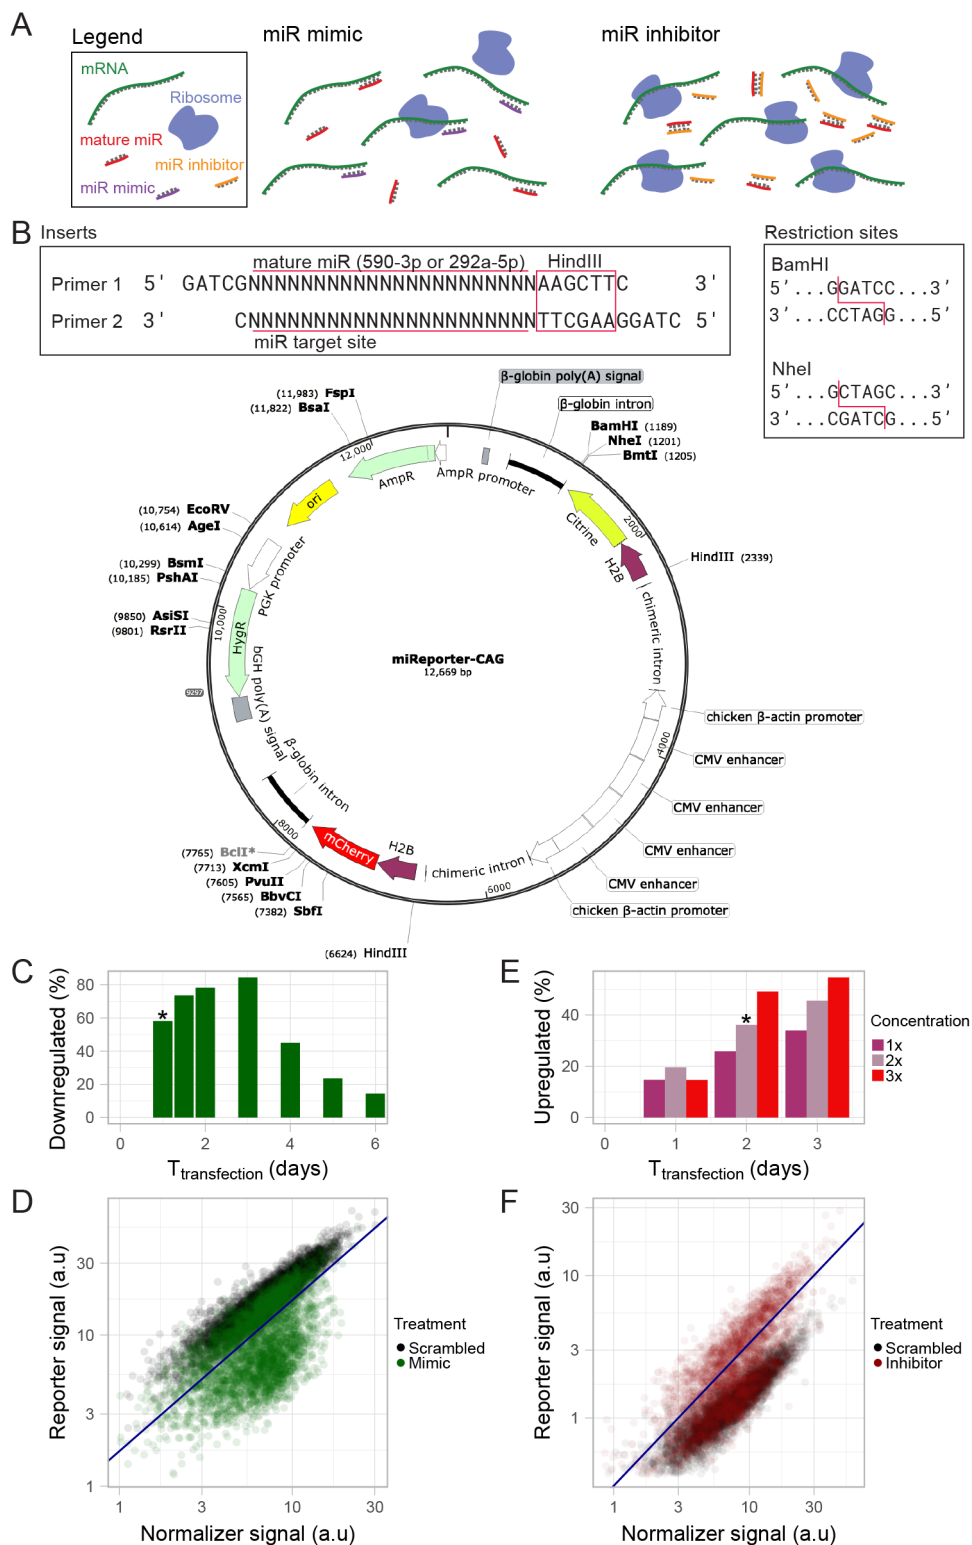 A
Legend
mRNA
Ribosome
mature miR
miR inhibitor
miR mimic
miR mimic
miR inhibitor
B
Inserts
mature miR (590-3p or 292a-5p)
HindIII
Primer 1 5' GATCGNNNNNNNNNNNNNNNNNNNNNNAAGCTTC 3'
Primer 2 3' CNNNNNNNNNNNNNNNNNNNNNNTTCGAAGGATC 5'
miR target site
Restriction sites
BamHI
5'...GGATCC...3'
3'...CCTAGG...5'
NheI
5'...GCTAGC...3'
3'...CGATCG...5'
β-globin poly(A) signal
β-globin intron
(11,983) FspI
(11,822) BsaI
BamHI (1189)
NheI (1201)
BmtI (1205)
12,000
AmpR
AmpR promoter
ori
Citrine
2000
H2B
HindIII (2339)
(10,754) EcoRV
(10,614) AgeI
(10,299) BsmI
(10,185) PshAI
PGK promoter
(9850) AsiSI
(9801) RsrII
10,000
HygR
chimeric intron
miReporter-CAG
12,669 bp
9297
bGH poly(A) signal
chicken β-actin promoter
4000
CMV enhancer
CMV enhancer
CMV enhancer
CMV enhancer
chicken β-actin promoter
β-globin intron
8000
mCherry
H2B
chimeric intron
6000
(7765) BclI*
(7713) XcmI
(7605) PvuII
(7565) BbvCI
(7382) SbfI
(6624) HindIII
C
Downregulated (%)
80
60
40
20
0
*
0 2 4 6
Ttransfection (days)
E
Upregulated (%)
40
20
0
*
0 1 2 3
Ttransfection (days)
Concentration
1x
2x
3x
D
Reporter signal (a.u)
30
10
3
1
1 3 10 30
Normalizer signal (a.u)
Treatment
Scrambled
Mimic
F
Reporter signal (a.u)
30
10
3
1
1 3 10 30
Normalizer signal (a.u)
Treatment
Scrambled
Inhibitor